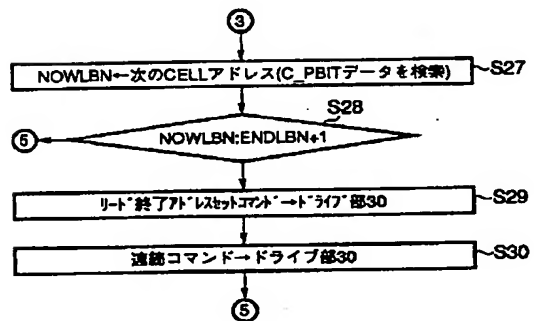 ③
NOWLBN←次のCELLアドレス(C_PBITデータを検索)
S27
S28
⑤
NOWLBN:ENDLBN+1
リード終了アドレスセットコマンド→ドライブ部30
S29
連続コマンド→ドライブ部30
S30
⑤